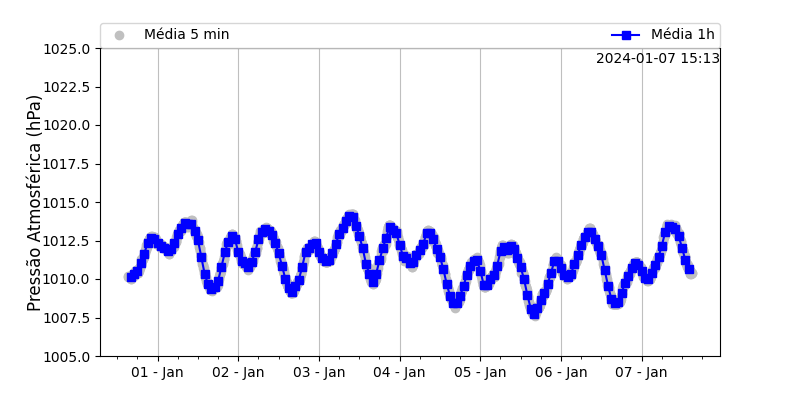 Média 5 min
Média 1h
2024-01-07 15:13
Pressão Atmosférica (hPa)
1025.0
1022.5
1020.0
1017.5
1015.0
1012.5
1010.0
1007.5
1005.0
01 - Jan
02 - Jan
03 - Jan
04 - Jan
05 - Jan
06 - Jan
07 - Jan